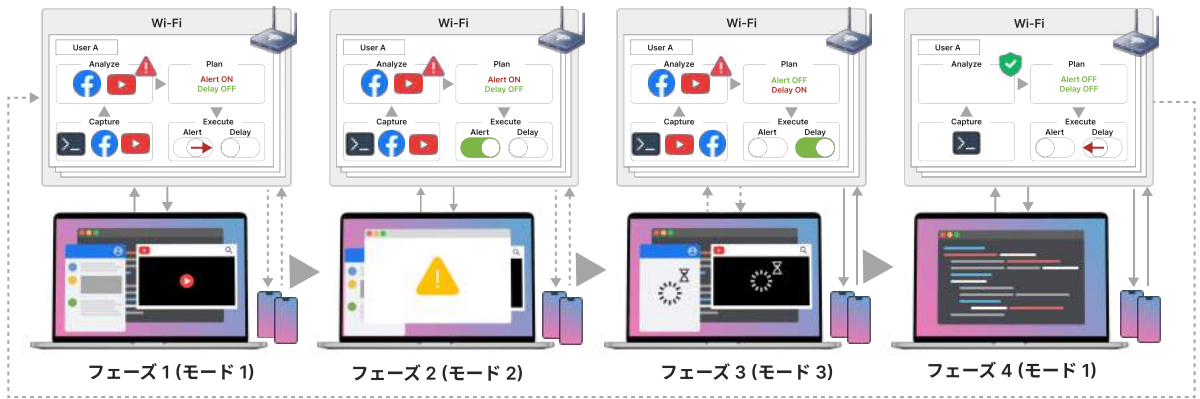 Wi-Fi
User A
Analyze
Plan
Alert ON
Delay OFF
Capture
Execute
Alert
Delay
フェーズ 1 (モード 1)
Wi-Fi
User A
Analyze
Plan
Alert ON
Delay OFF
Capture
Execute
Alert
Delay
フェーズ 2 (モード 2)
Wi-Fi
User A
Analyze
Plan
Alert OFF
Delay ON
Capture
Execute
Alert
Delay
フェーズ 3 (モード 3)
Wi-Fi
User A
Analyze
Plan
Alert OFF
Delay OFF
Capture
Execute
Alert
Delay
フェーズ 4 (モード 1)